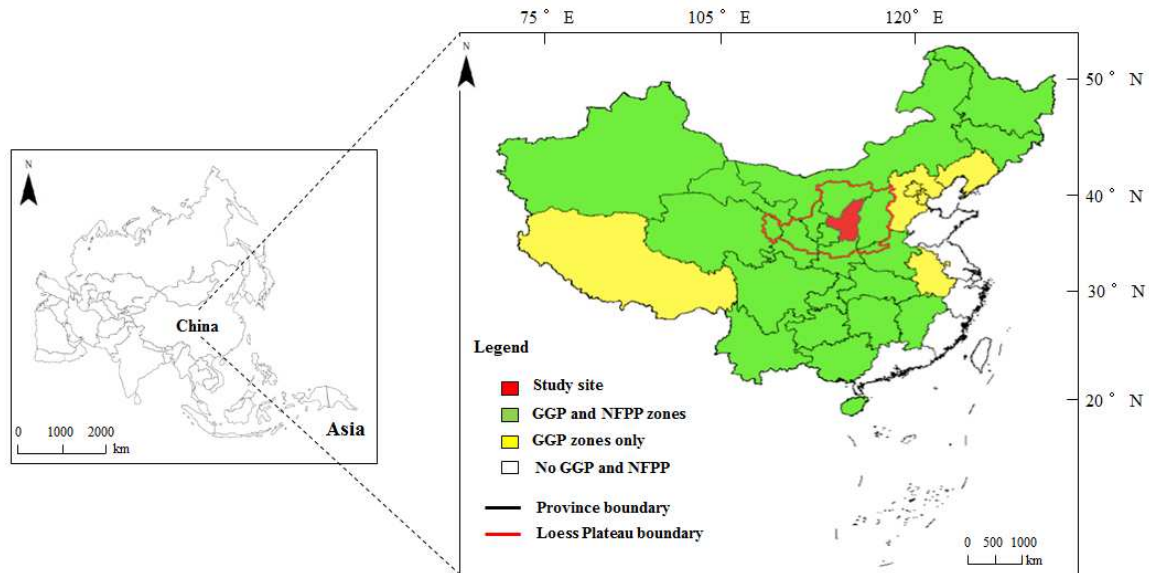 75° E 105° E 120° E
N
N
50° N
40° N
30° N
20° N
China
Asia
0 1000 2000
km
Legend
Study site
GGP and NFPP zones
GGP zones only
No GGP and NFPP
Province boundary
Loess Plateau boundary
0 500 1000
km